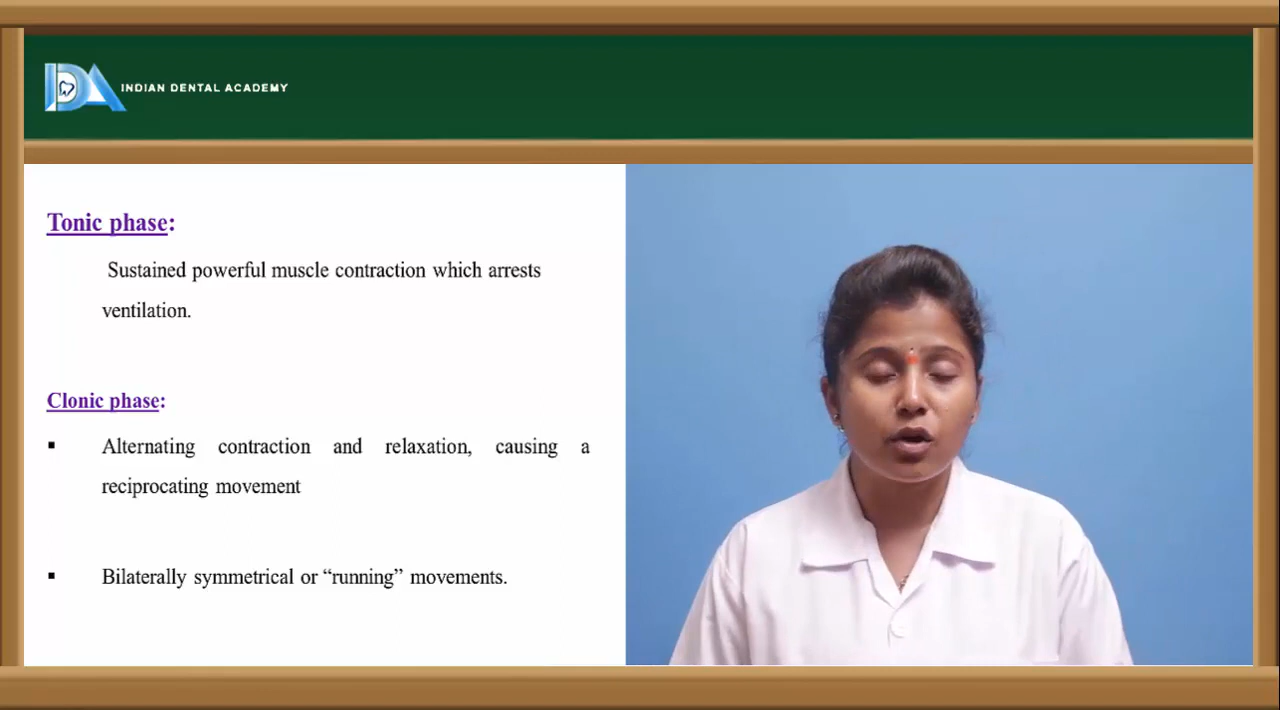 IDA INDIAN DENTAL ACADEMY
Tonic phase:
Sustained powerful muscle contraction which arrests
ventilation.
Clonic phase:
▪ Alternating contraction and relaxation, causing a
reciprocating movement
▪ Bilaterally symmetrical or “running” movements.